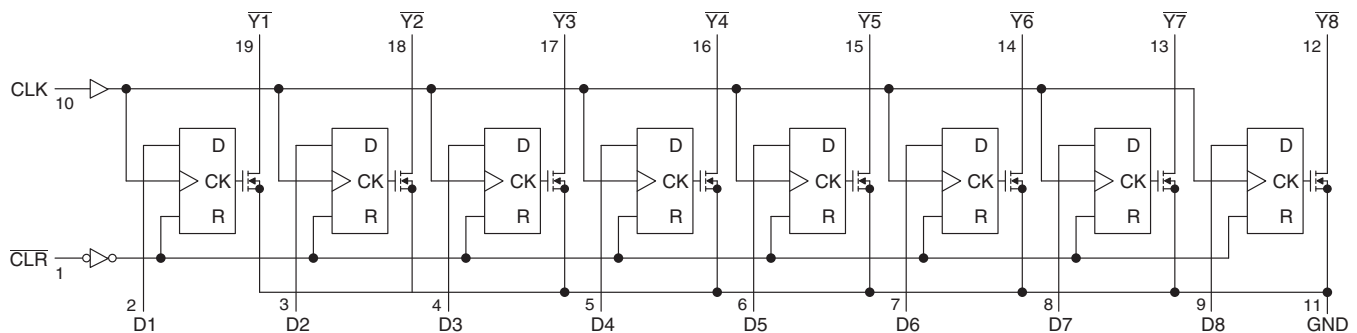 Y1 Y2 Y3 Y4 Y5 Y6 Y7 Y8
19 18 17 16 15 14 13 12
CLK
10
D D D D D D D D
CK CK CK CK CK CK CK CK
R R R R R R R R
CLR
1
2 3 4 5 6 7 8 9 11
D1 D2 D3 D4 D5 D6 D7 D8 GND